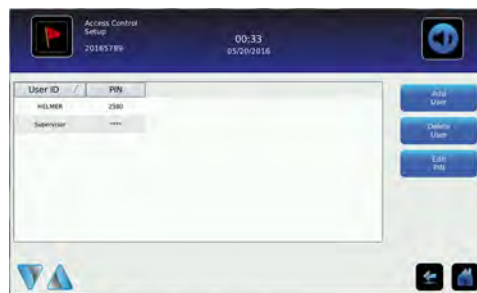 Access Control
Setup
20165789
00:33
05/20/2016
User ID / PIN
HELMER 2580
Supervisor ****
Add
User
Delete
User
Edit
PIN